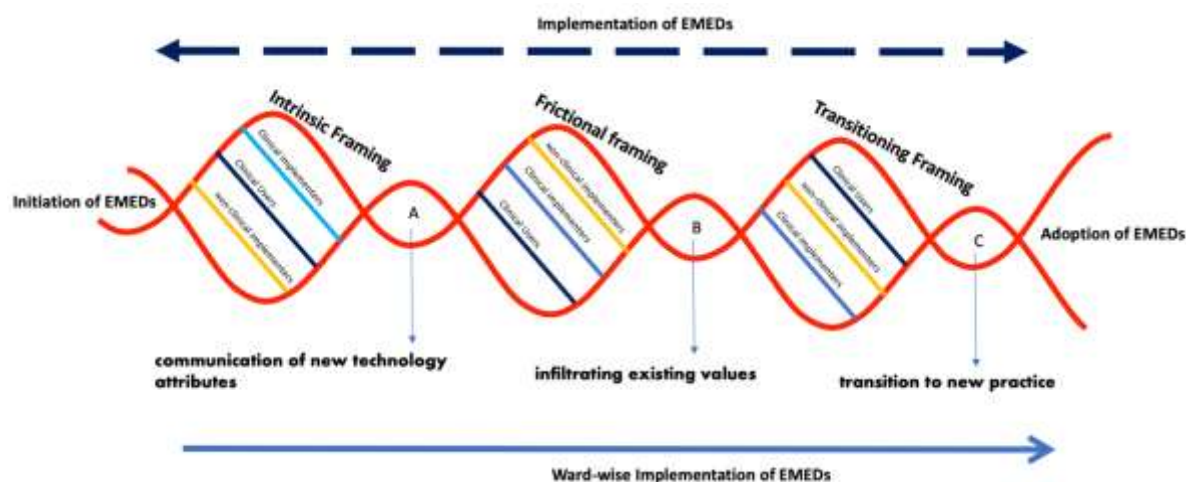 Implementation of EMEDs
Intrinsic Framing
Frictional framing
Transitioning Framing
Clinical implementers
Clinical Users
non-clinical implementers
non-clinical implementers
Clinical implementers
Clinical Users
Clinical Users
non-clinical implementers
Clinical implementers
Initiation of EMEDs
A
B
C
Adoption of EMEDs
communication of new technology
attributes
infiltrating existing values
transition to new practice
Ward-wise Implementation of EMEDs